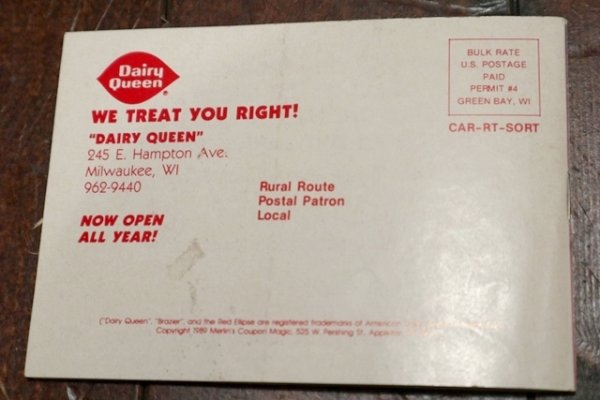 Dairy
Queen
WE TREAT YOU RIGHT!
"DAIRY QUEEN"
245 E. Hampton Ave.
Milwaukee, WI
962-9440
NOW OPEN
ALL YEAR!
BULK RATE
U.S. POSTAGE
PAID
PERMIT #4
GREEN BAY, WI
CAR-RT-SORT
Rural Route
Postal Patron
Local
("Dairy Queen", "Brazier", and the Red Ellipse are registered trademarks of American
Copyright 1989 Merlin's Coupon Magic, 525 W. Pershing St.